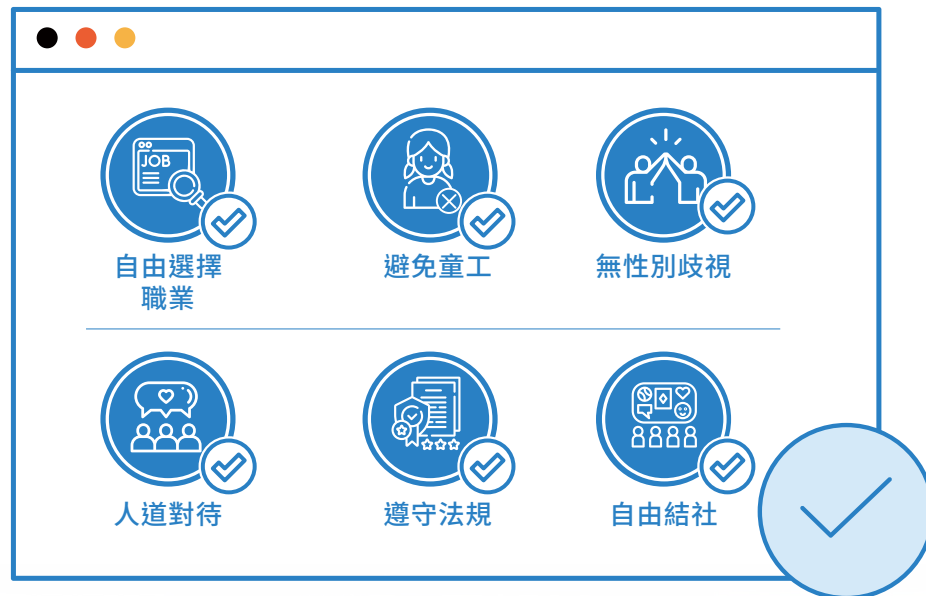 JOB
自由選擇
職業
避免童工
無性別歧視
人道對待
遵守法規
自由結社